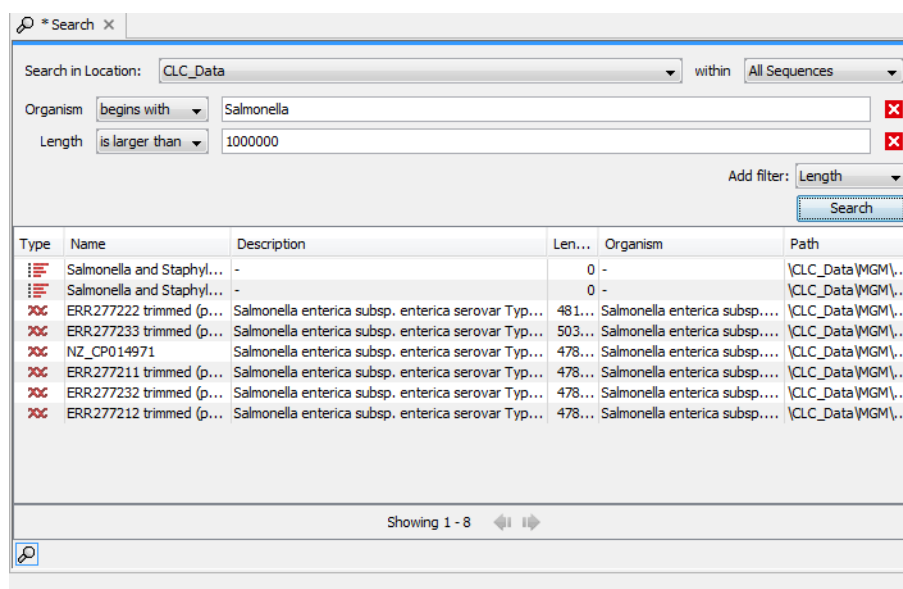 * Search
Search in Location: CLC_Data within All Sequences
Organism begins with Salmonella
Length is larger than 1000000
Add filter: Length
Search
Type Name Description Len... Organism Path
Salmonella and Staphyl... - 0 - \CLC_Data\MGM\...
Salmonella and Staphyl... - 0 - \CLC_Data\MGM\...
ERR277222 trimmed (p... Salmonella enterica subsp. enterica serovar Typ... 481... Salmonella enterica subsp.... \CLC_Data\MGM\...
ERR277233 trimmed (p... Salmonella enterica subsp. enterica serovar Typ... 503... Salmonella enterica subsp.... \CLC_Data\MGM\...
NZ_CP014971 Salmonella enterica subsp. enterica serovar Typ... 478... Salmonella enterica subsp.... \CLC_Data\MGM\...
ERR277211 trimmed (p... Salmonella enterica subsp. enterica serovar Typ... 478... Salmonella enterica subsp.... \CLC_Data\MGM\...
ERR277232 trimmed (p... Salmonella enterica subsp. enterica serovar Typ... 478... Salmonella enterica subsp.... \CLC_Data\MGM\...
ERR277212 trimmed (p... Salmonella enterica subsp. enterica serovar Typ... 478... Salmonella enterica subsp.... \CLC_Data\MGM\...
Showing 1 - 8